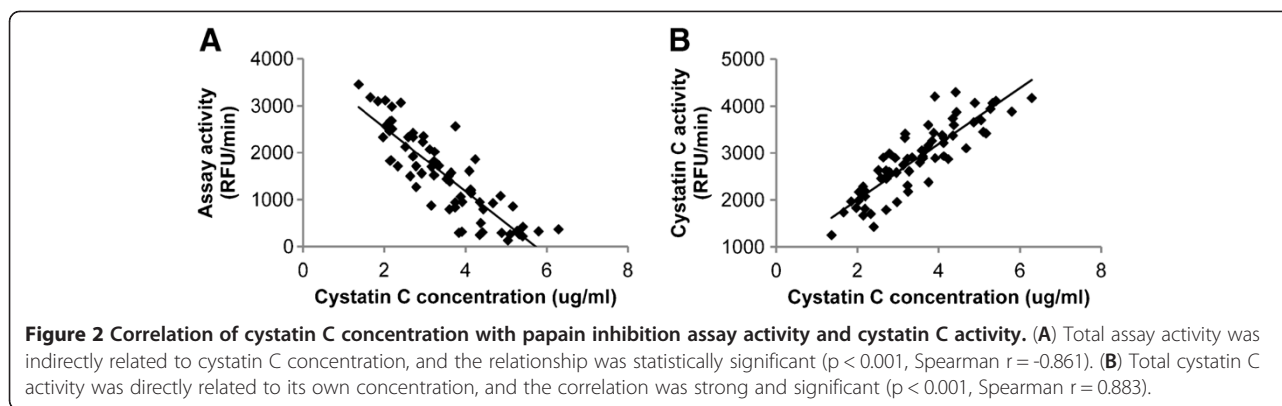 A
Assay activity
(RFU/min)
4000
3000
2000
1000
0
0 2 4 6 8
Cystatin C concentration (ug/ml)
B
Cystatin C activity
(RFU/min)
5000
4000
3000
2000
1000
0 2 4 6 8
Cystatin C concentration (ug/ml)
Figure 2 Correlation of cystatin C concentration with papain inhibition assay activity and cystatin C activity. (A) Total assay activity was
indirectly related to cystatin C concentration, and the relationship was statistically significant (p < 0.001, Spearman r = -0.861). (B) Total cystatin C
activity was directly related to its own concentration, and the correlation was strong and significant (p < 0.001, Spearman r = 0.883).